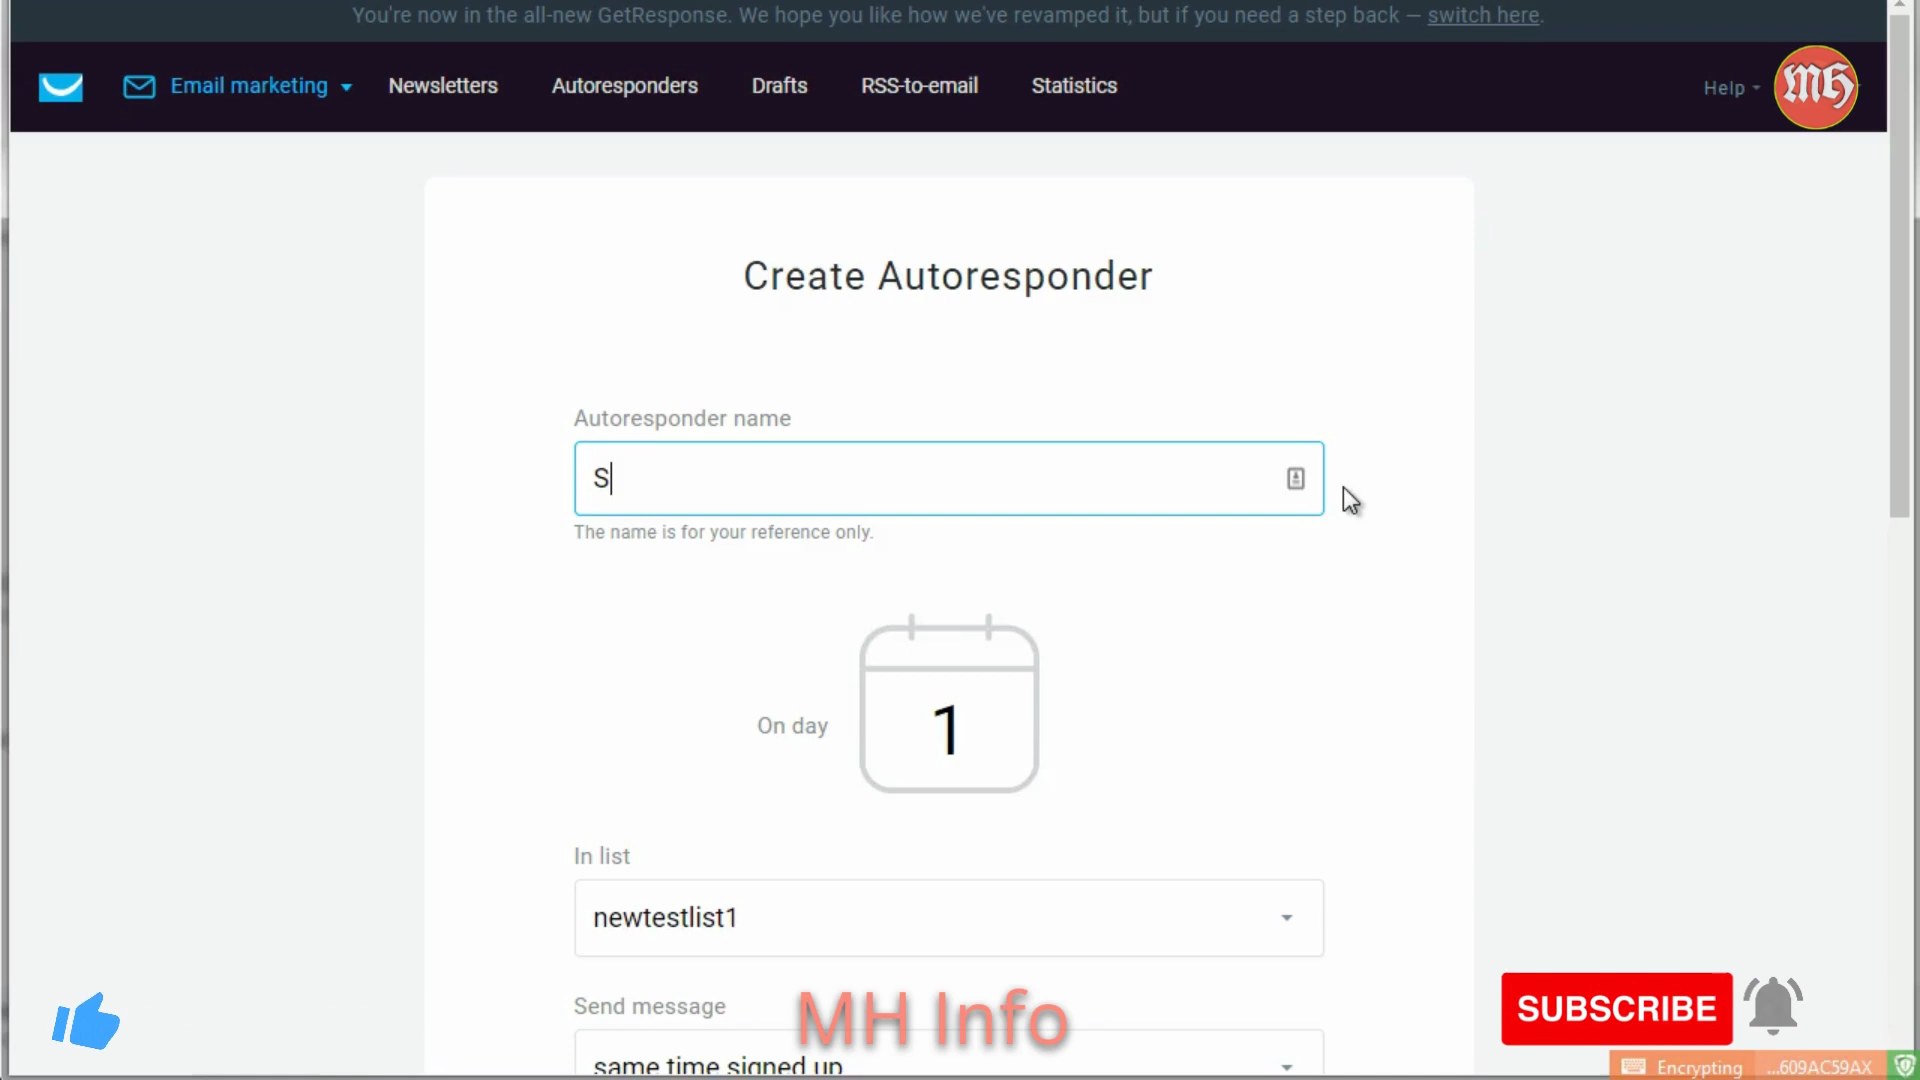 You're now in the all-new GetResponse. We hope you like how we've revamped it, but if you need a step back — switch here.
Email marketing Newsletters Autoresponders Drafts RSS-to-email Statistics Help MH
Create Autoresponder
Autoresponder name
S
The name is for your reference only.
On day 1
In list
newtestlist1
Send message
same time signed up
MH Info
SUBSCRIBE
Encrypting ...609AC59AX